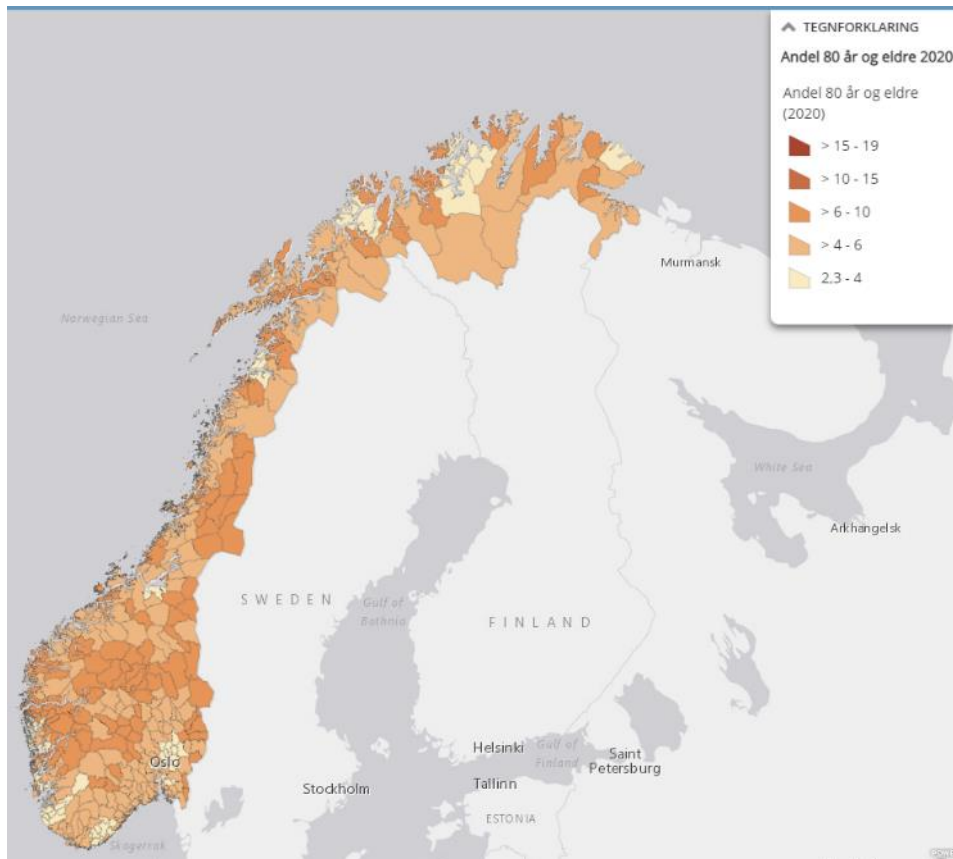 TEGNFORKLARING
Andel 80 år og eldre 2020
Andel 80 år og eldre
(2020)
> 15 - 19
> 10 - 15
> 6 - 10
> 4 - 6
2,3 - 4
Murmansk
Norwegian Sea
White Sea
Arkhangelsk
SWEDEN
Gulf of
Bothnia
FINLAND
Oslo
Helsinki
Gulf of
Finland
Saint
Petersburg
Stockholm
Tallinn
ESTONIA
Skagerrak